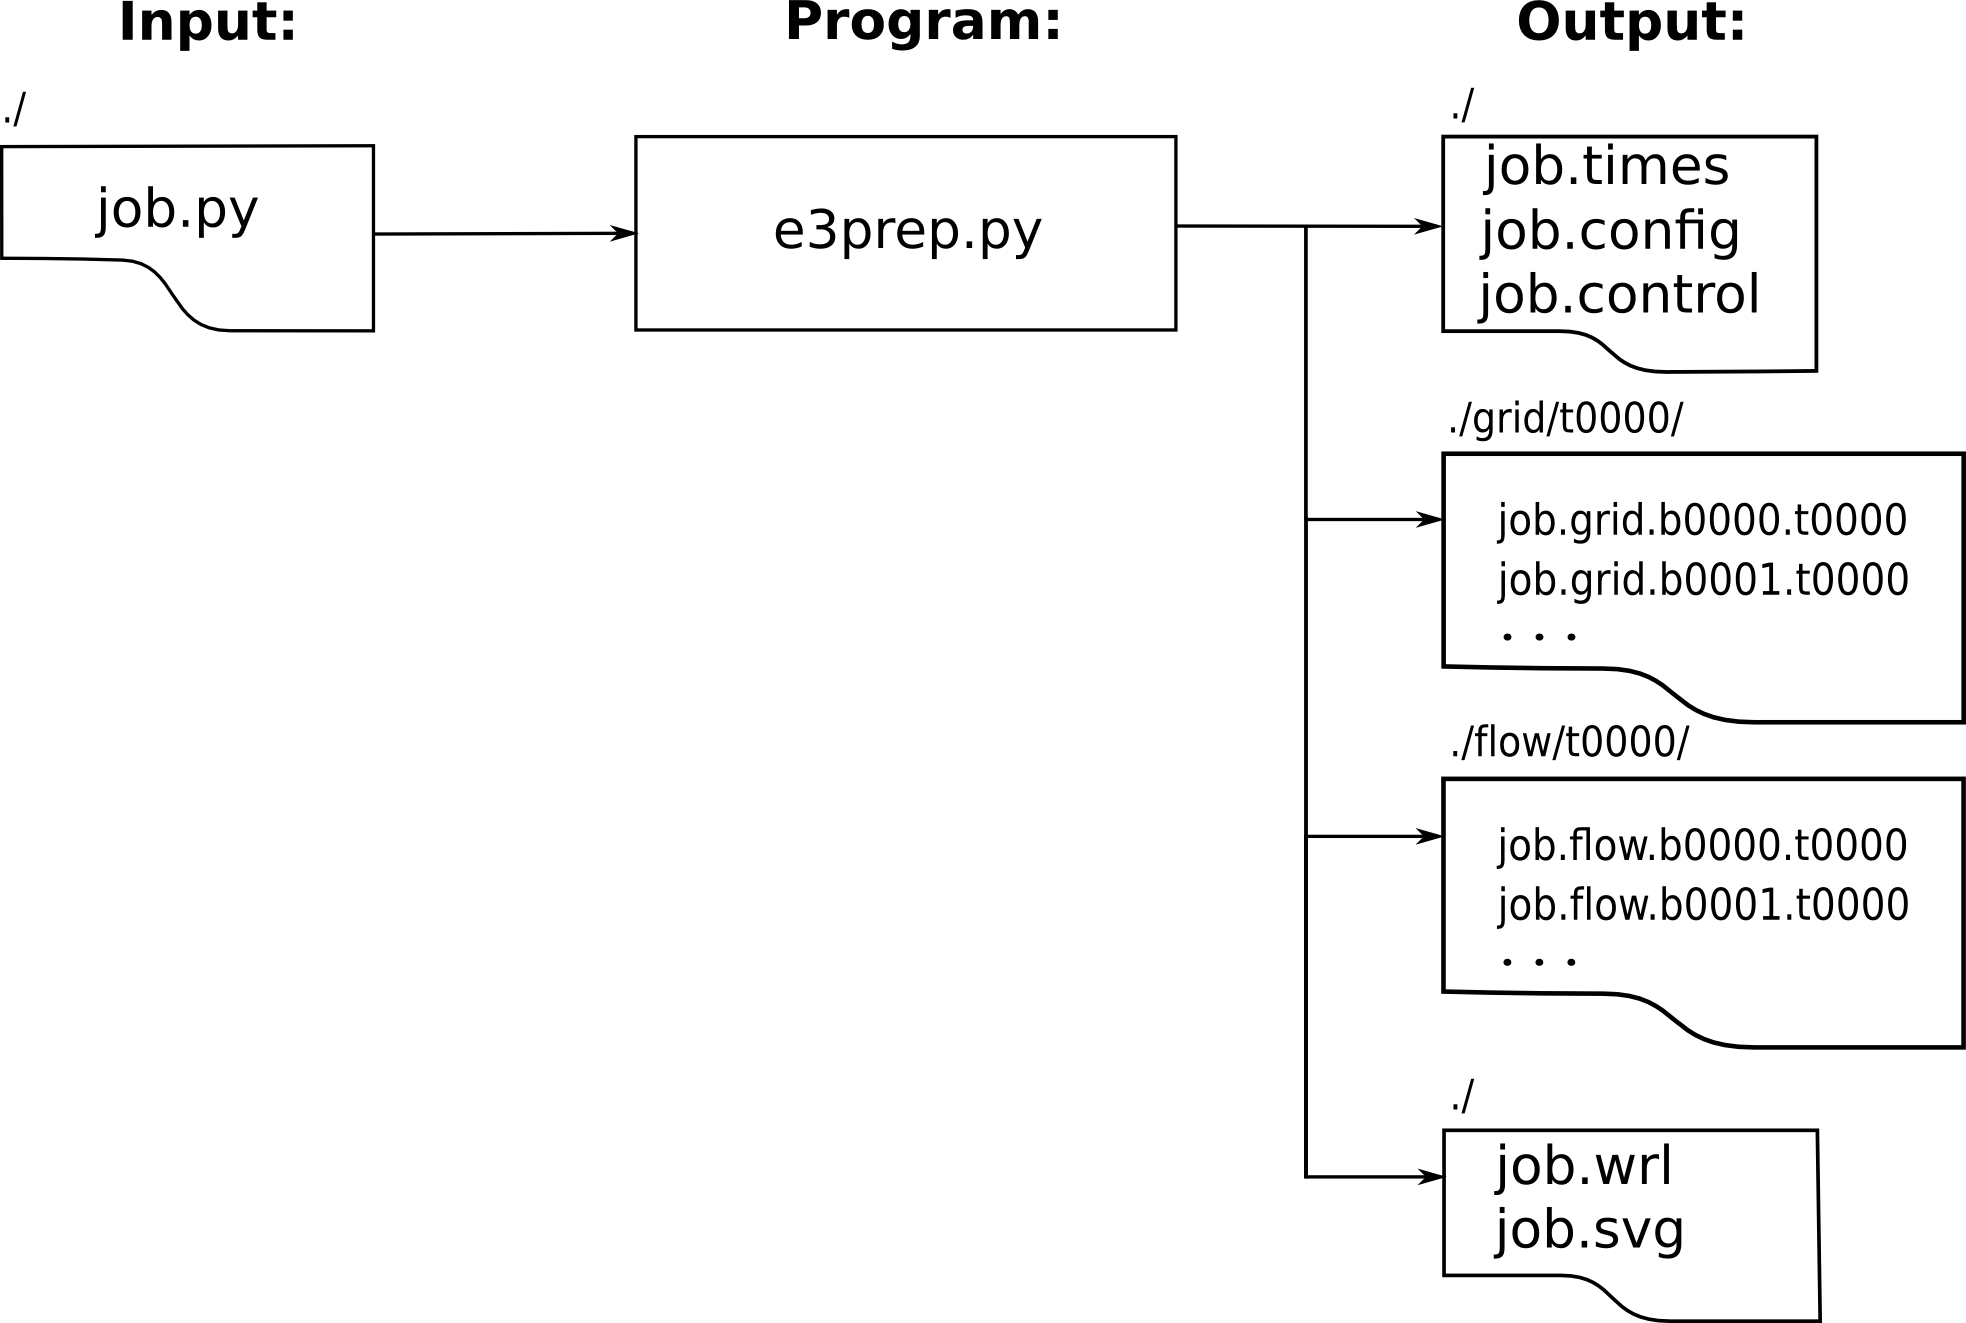 Input:
Program:
Output:
./
job.py
e3prep.py
./
job.times
job.config
job.control
./grid/t0000/
job.grid.b0000.t0000
job.grid.b0001.t0000
. . .
./flow/t0000/
job.flow.b0000.t0000
job.flow.b0001.t0000
. . .
./
job.wrl
job.svg